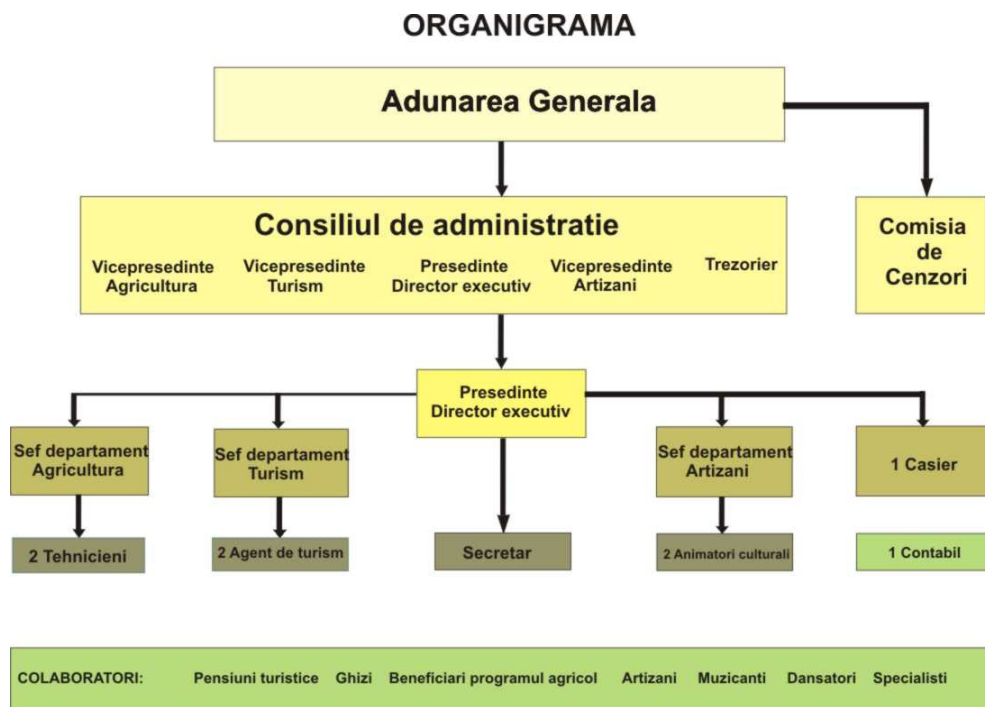 ORGANIGRAMA
Adunarea Generala
Consiliul de administratie
Vicepresedinte
Agricultura
Vicepresedinte
Turism
Presedinte
Director executiv
Vicepresedinte
Artizani
Trezorier
Comisia
de
Cenzori
Presedinte
Director executiv
Sef departament
Agricultura
Sef departament
Turism
Sef departament
Artizani
1 Casier
2 Tehnicieni
2 Agent de turism
Secretar
2 Animatori culturali
1 Contabil
COLABORATORI: Pensiuni turistice Ghizi Beneficiari programul agricol Artizani Muzicanti Dansatori Specialisti